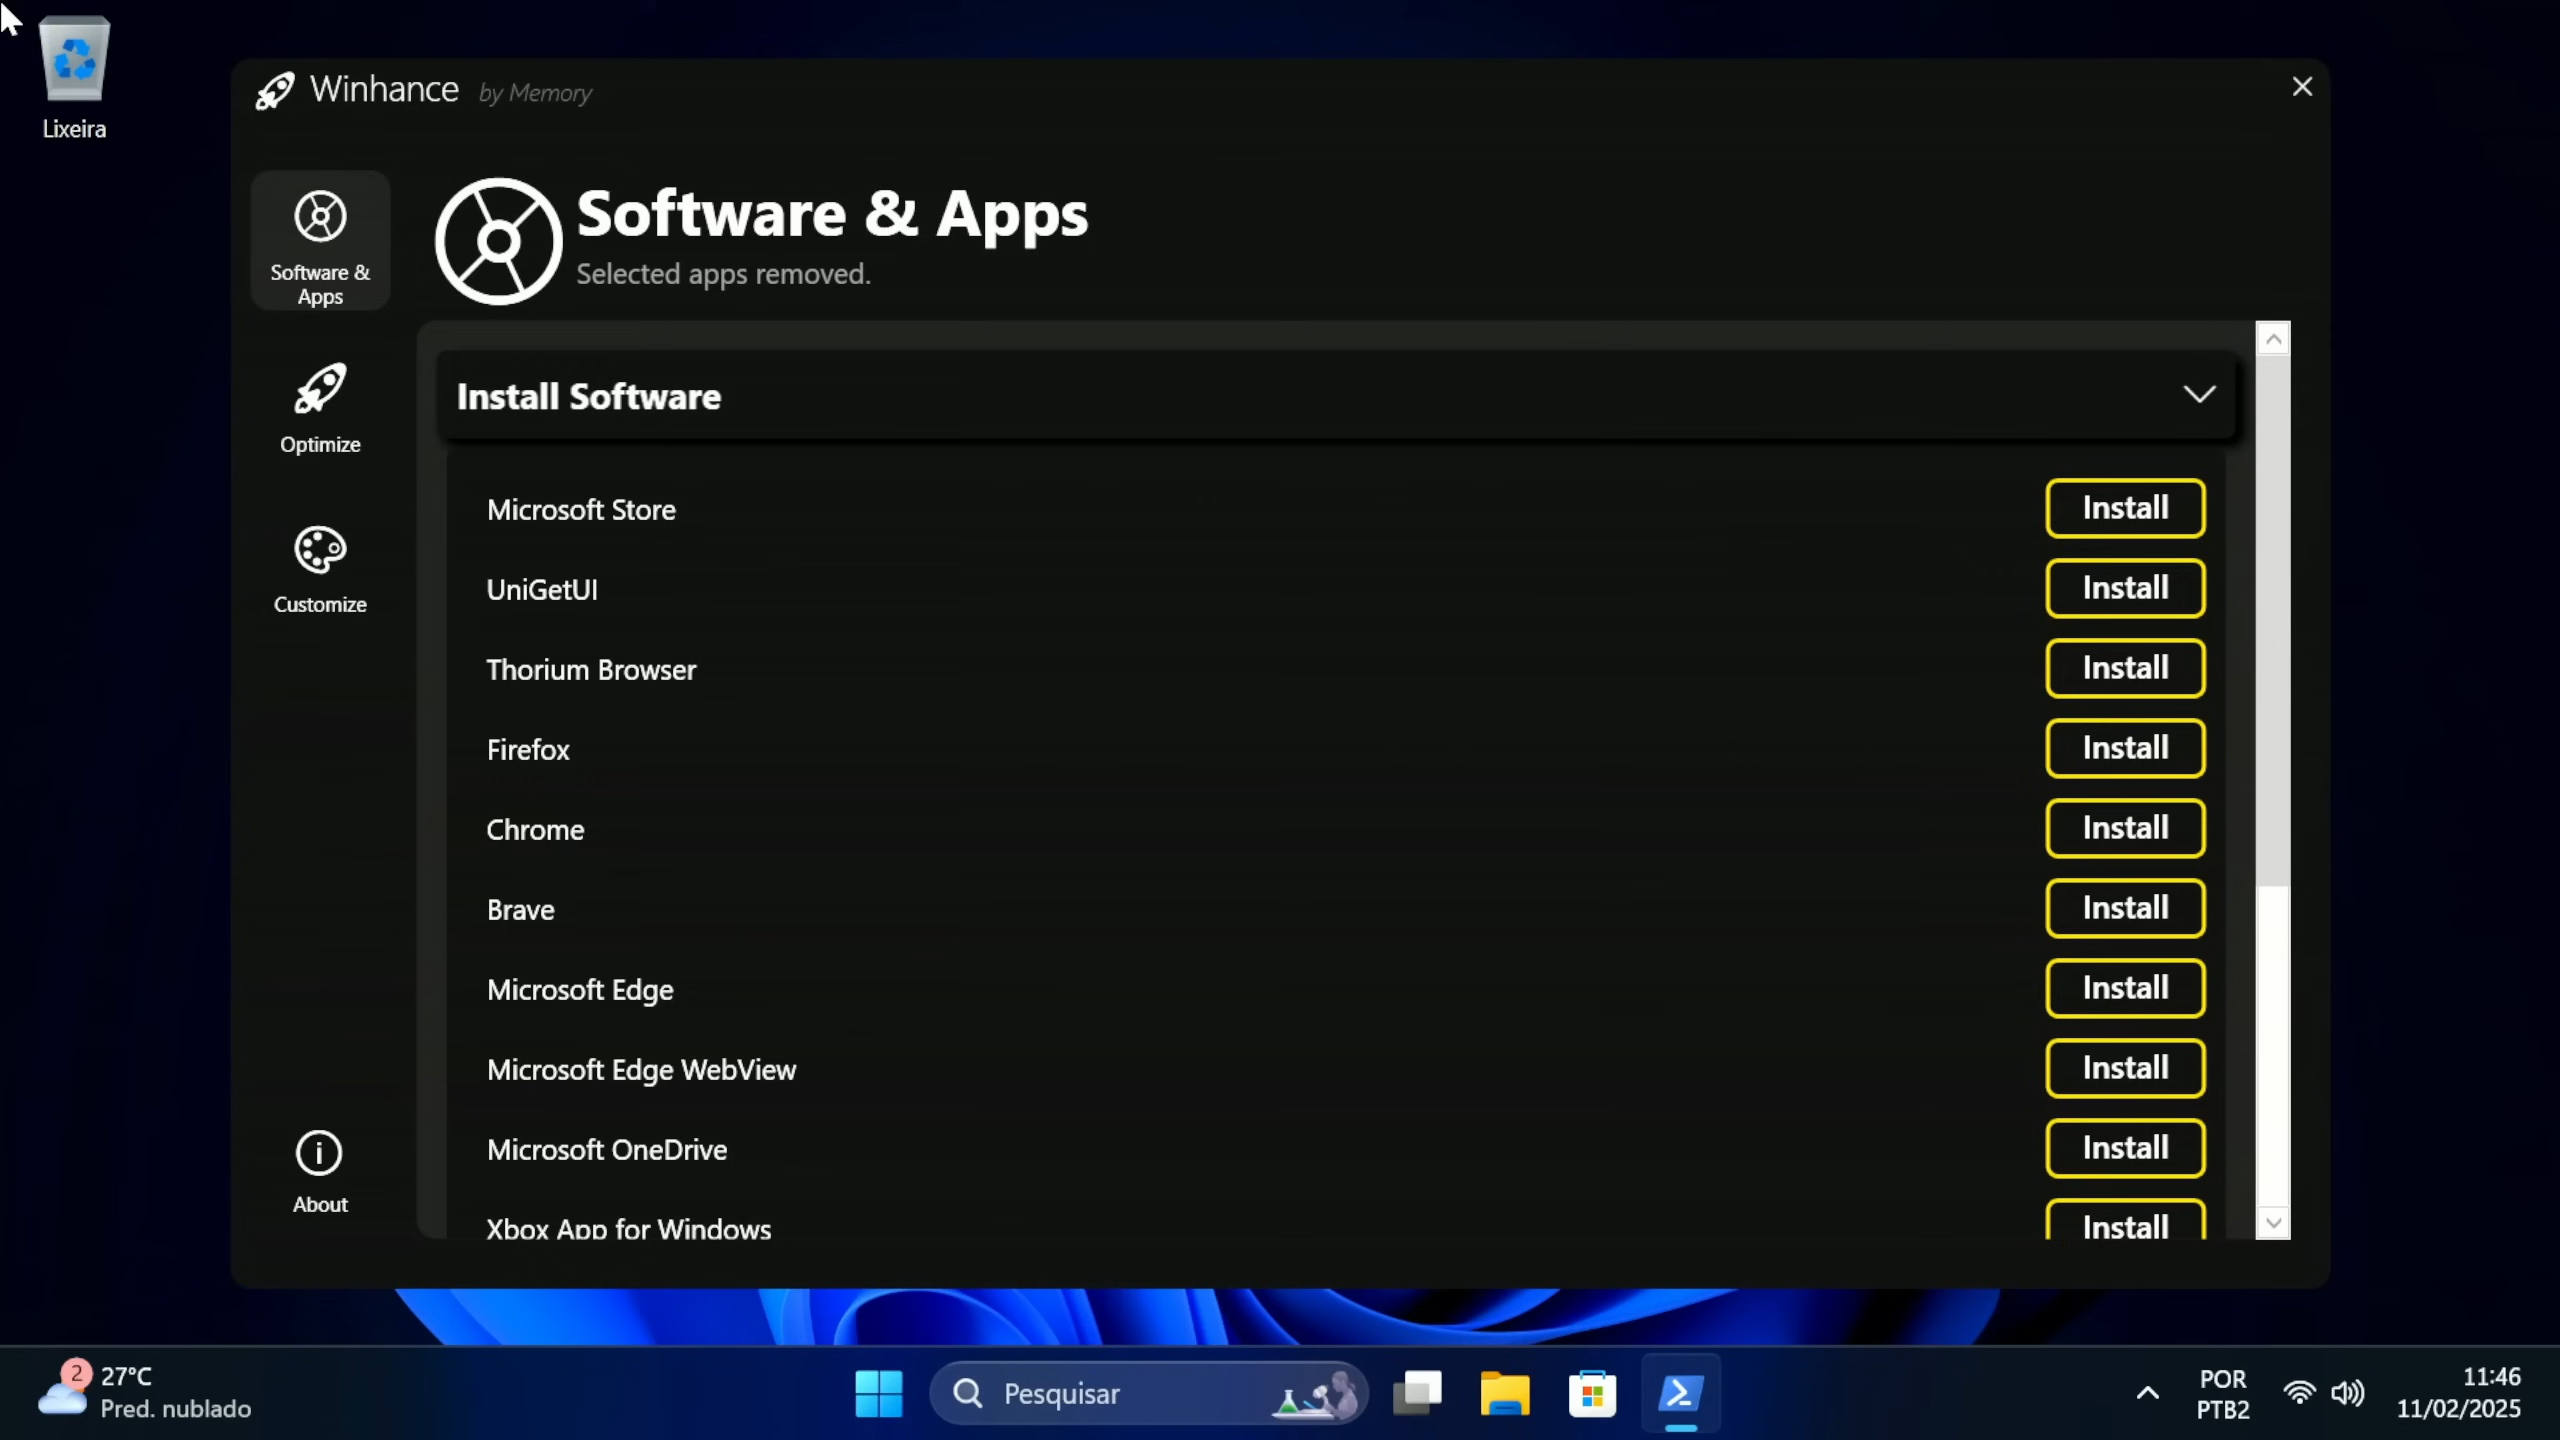 Lixeira
Winhance by Memory
Software &
Apps
Optimize
Customize
About
Software & Apps
Selected apps removed.
Install Software
Microsoft Store Install
UniGetUI Install
Thorium Browser Install
Firefox Install
Chrome Install
Brave Install
Microsoft Edge Install
Microsoft Edge WebView Install
Microsoft OneDrive Install
Xbox App for Windows Install
2
27°C
Pred. nublado
Pesquisar
POR
PTB2
11:46
11/02/2025